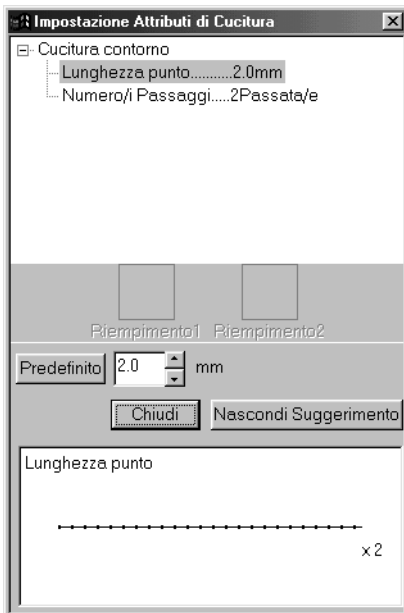 Impostazione Attributi di Cucitura
Cucitura contorno
Lunghezza punto..........2.0mm
Numero/i Passaggi.....2Passata/e
Riempimento1 Riempimento2
Predefinito 2.0 mm
Chiudi Nascondi Suggerimento
Lunghezza punto
x 2